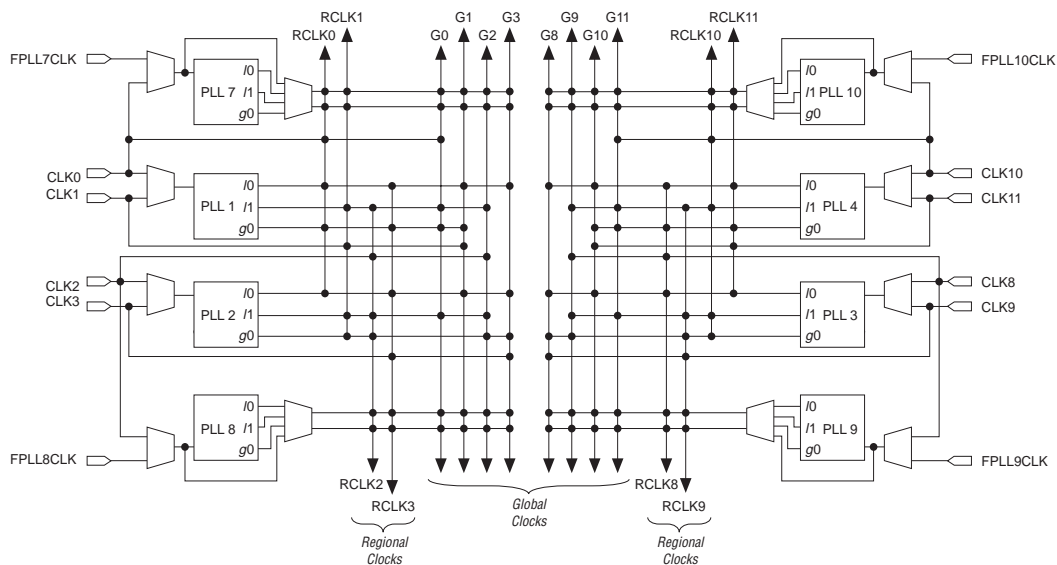 RCLK1 G1 G3 G9 G11 RCLK11
RCLK0 G0 G2 G8 G10 RCLK10
FPLL7CLK PLL 7 l0 l1 g0 l0 l1 g0 PLL 10 FPLL10CLK
CLK0 CLK10
CLK1 PLL 1 l0 l1 g0 l0 l1 g0 PLL 4 CLK11
CLK2 CLK8
CLK3 PLL 2 l0 l1 g0 l0 l1 g0 PLL 3 CLK9
PLL 8 l0 l1 g0 l0 l1 g0 PLL 9
FPLL8CLK FPLL9CLK
RCLK2 RCLK8
RCLK3 RCLK9
Global
Clocks
Regional
Clocks
Regional
Clocks